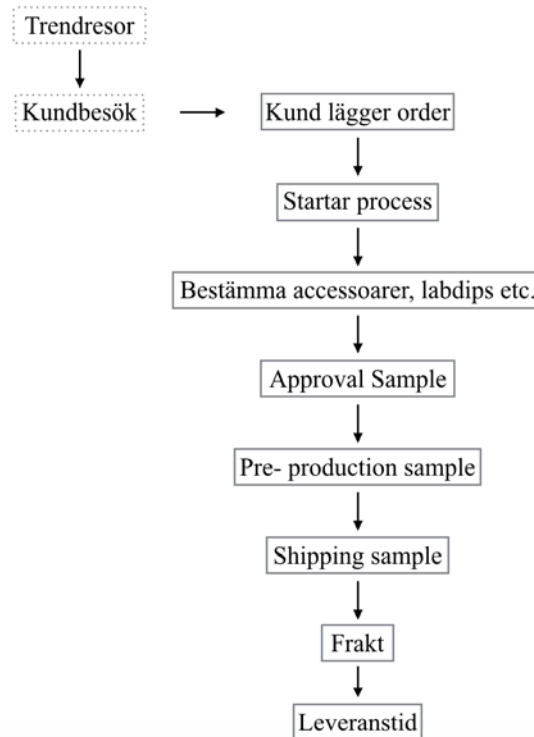 Trendresor
Kundbesök
Kund lägger order
Startar process
Bestämma accessoarer, labdips etc.
Approval Sample
Pre- production sample
Shipping sample
Frakt
Leveranstid